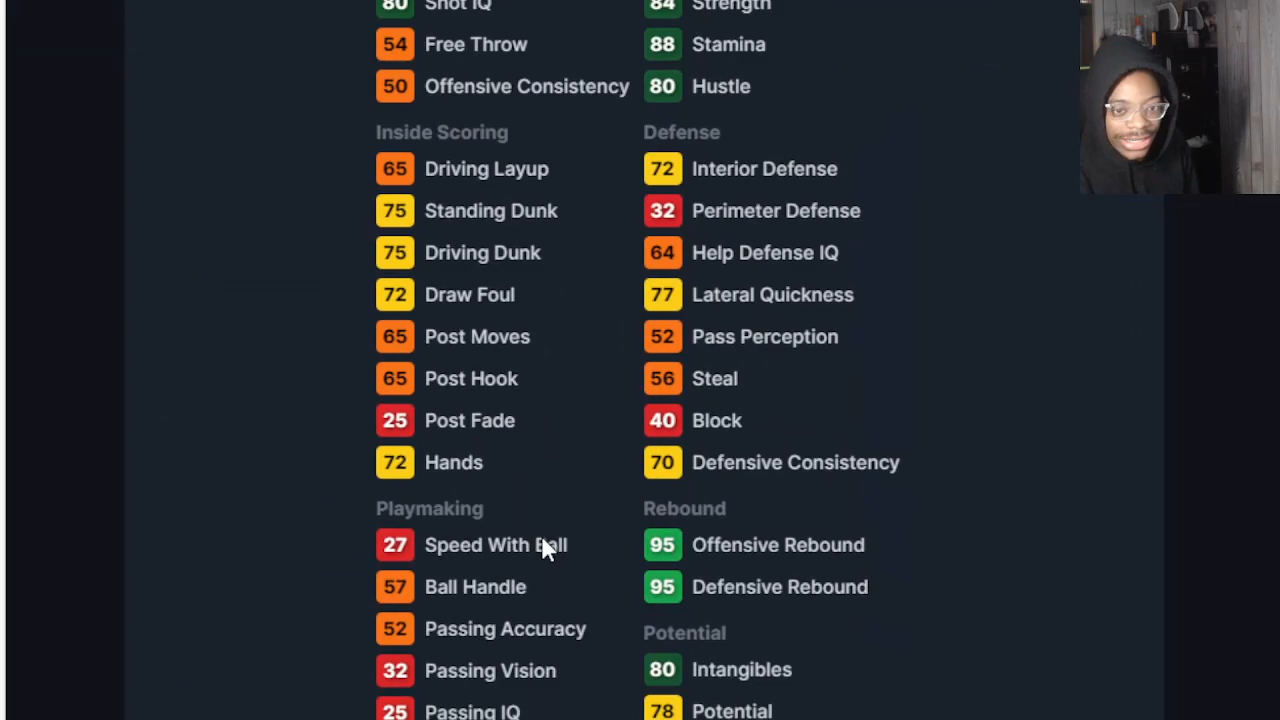 80 Shot IQ
54 Free Throw
50 Offensive Consistency
Inside Scoring
65 Driving Layup
75 Standing Dunk
75 Driving Dunk
72 Draw Foul
65 Post Moves
65 Post Hook
25 Post Fade
72 Hands
Playmaking
27 Speed With Ball
57 Ball Handle
52 Passing Accuracy
32 Passing Vision
25 Passing IQ
84 Strength
88 Stamina
80 Hustle
Defense
72 Interior Defense
32 Perimeter Defense
64 Help Defense IQ
77 Lateral Quickness
52 Pass Perception
56 Steal
40 Block
70 Defensive Consistency
Rebound
95 Offensive Rebound
95 Defensive Rebound
Potential
80 Intangibles
78 Potential